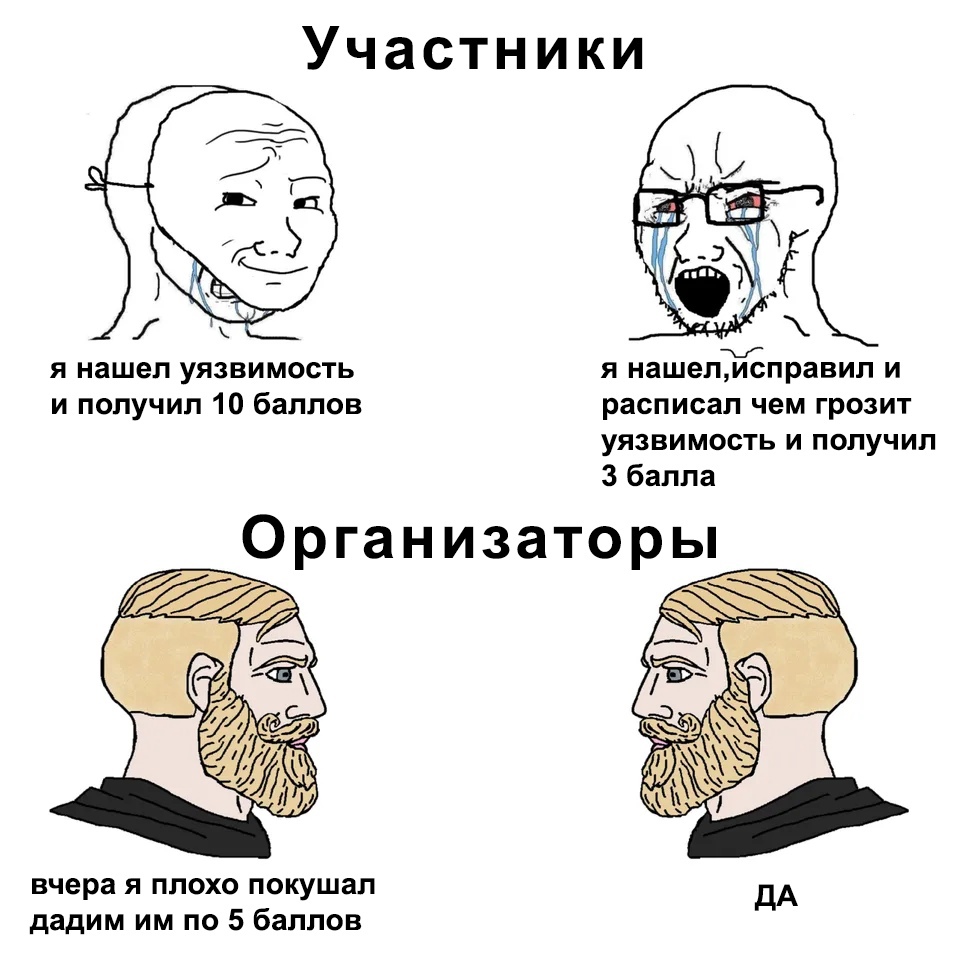 Участники
я нашел уязвимость
и получил 10 баллов
я нашел,исправил и
расписал чем грозит
уязвимость и получил
3 балла
Организаторы
вчера я плохо покушал
дадим им по 5 баллов
ДА